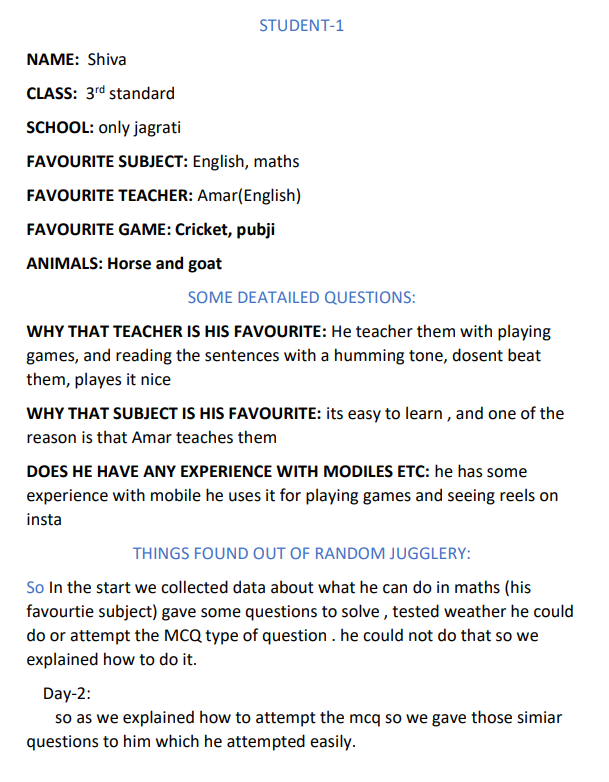 STUDENT-1
NAME: Shiva
CLASS: 3rd standard
SCHOOL: only jagrati
FAVOURITE SUBJECT: English, maths
FAVOURITE TEACHER: Amar(English)
FAVOURITE GAME: Cricket, pubji
ANIMALS: Horse and goat
SOME DEATAILED QUESTIONS:
WHY THAT TEACHER IS HIS FAVOURITE: He teacher them with playing
games, and reading the sentences with a humming tone, dosent beat
them, playes it nice
WHY THAT SUBJECT IS HIS FAVOURITE: its easy to learn , and one of the
reason is that Amar teaches them
DOES HE HAVE ANY EXPERIENCE WITH MODILES ETC: he has some
experience with mobile he uses it for playing games and seeing reels on
insta
THINGS FOUND OUT OF RANDOM JUGGLERY:
So In the start we collected data about what he can do in maths (his
favourtie subject) gave some questions to solve , tested weather he could
do or attempt the MCQ type of question . he could not do that so we
explained how to do it.
Day-2:
so as we explained how to attempt the mcq so we gave those simiar
questions to him which he attempted easily.